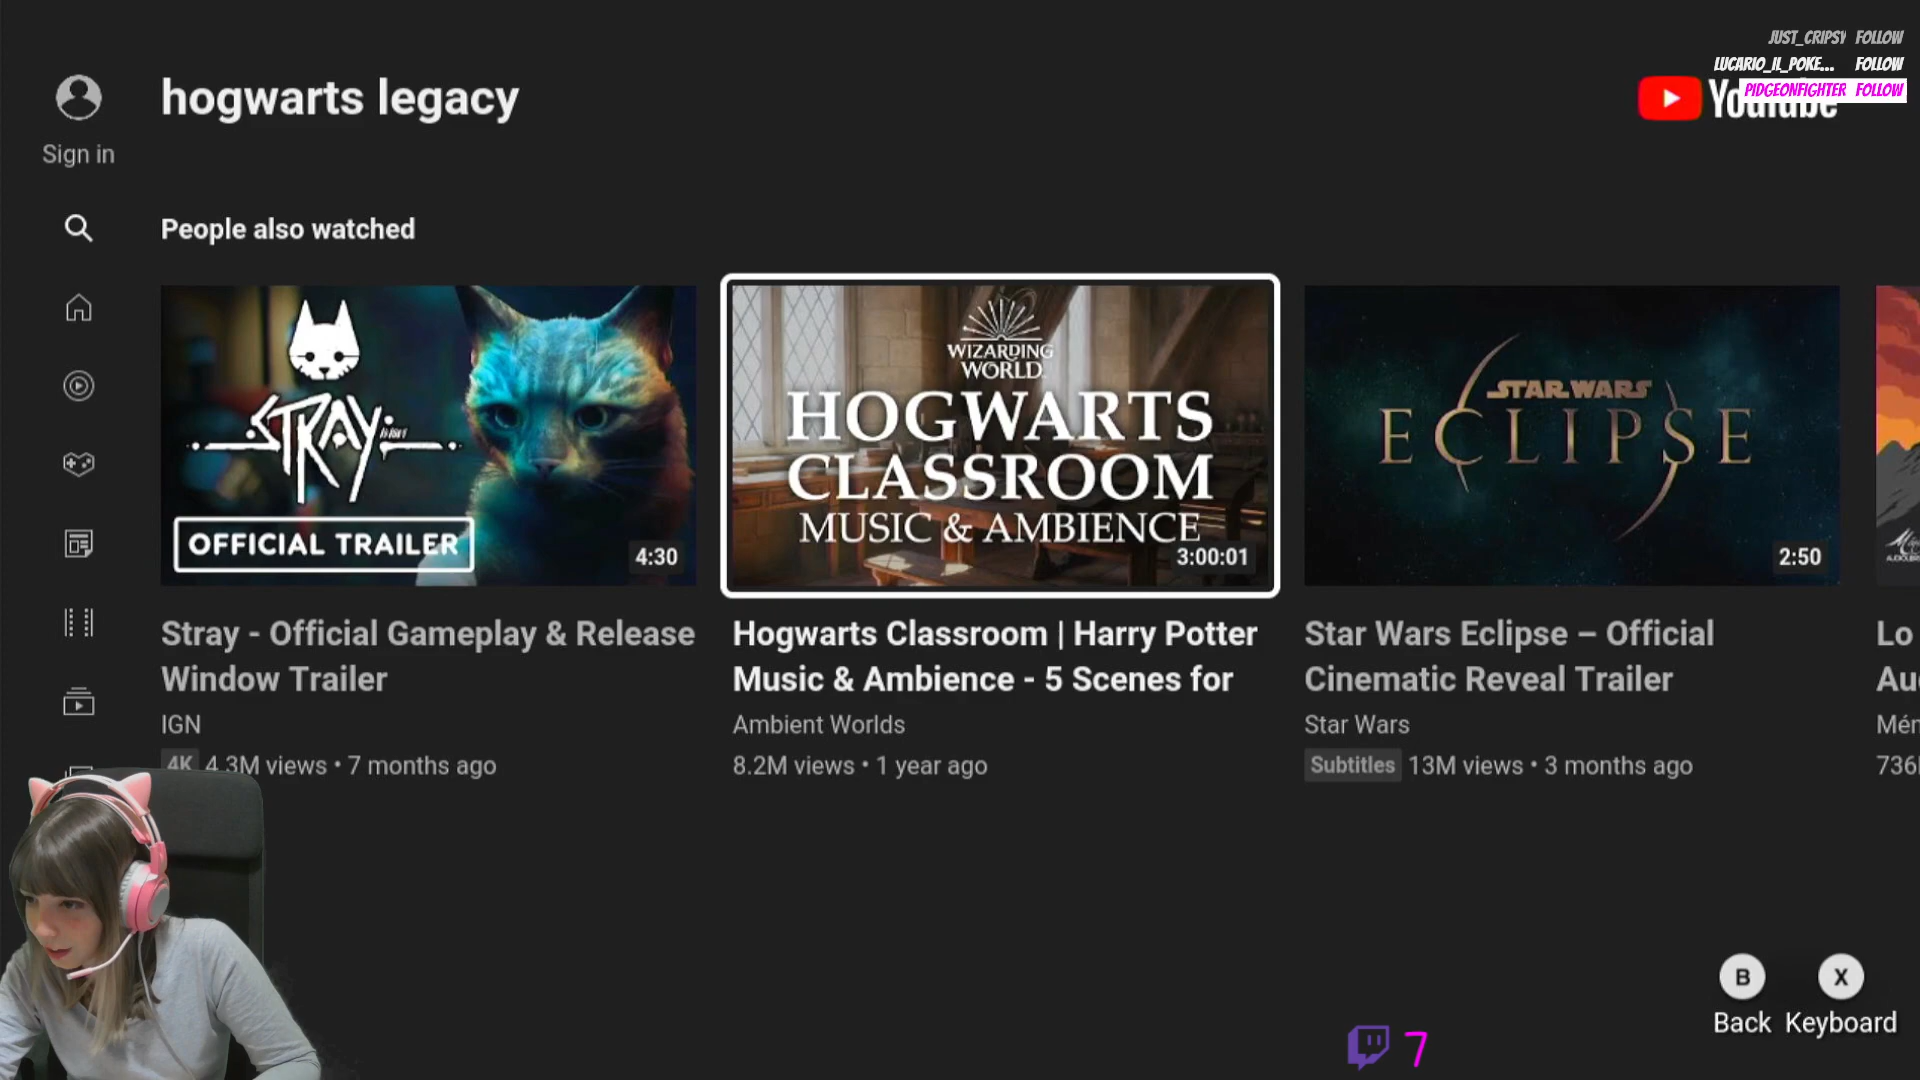 JUST_CRIPSY FOLLOW
LUCARIO_IL_POKE... FOLLOW
PIDGEONFIGHTER FOLLOW
hogwarts legacy
YouTube
Sign in
People also watched
STRAY
OFFICIAL TRAILER
4:30
WIZARDING
WORLD
HOGWARTS
CLASSROOM
MUSIC & AMBIENCE
3:00:01
STAR WARS
ECLIPSE
2:50
Stray - Official Gameplay & Release
Window Trailer
IGN
4K 4.3M views • 7 months ago
Hogwarts Classroom | Harry Potter
Music & Ambience - 5 Scenes for
Ambient Worlds
8.2M views • 1 year ago
Star Wars Eclipse – Official
Cinematic Reveal Trailer
Star Wars
Subtitles 13M views • 3 months ago
Lo
B
X
Back
Keyboard
7